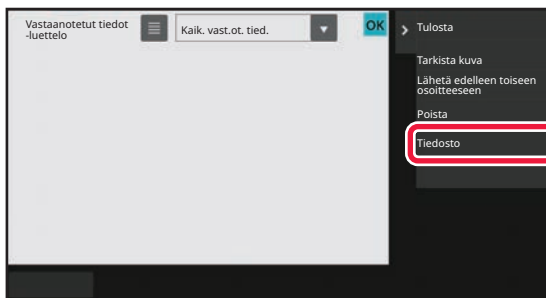 Vastaanotetut tiedot
-luettelo
Kaik. vast.ot. tied.
OK
Tulosta
Tarkista kuva
Lähetä edelleen toiseen
osoitteeseen
Poista
Tiedosto